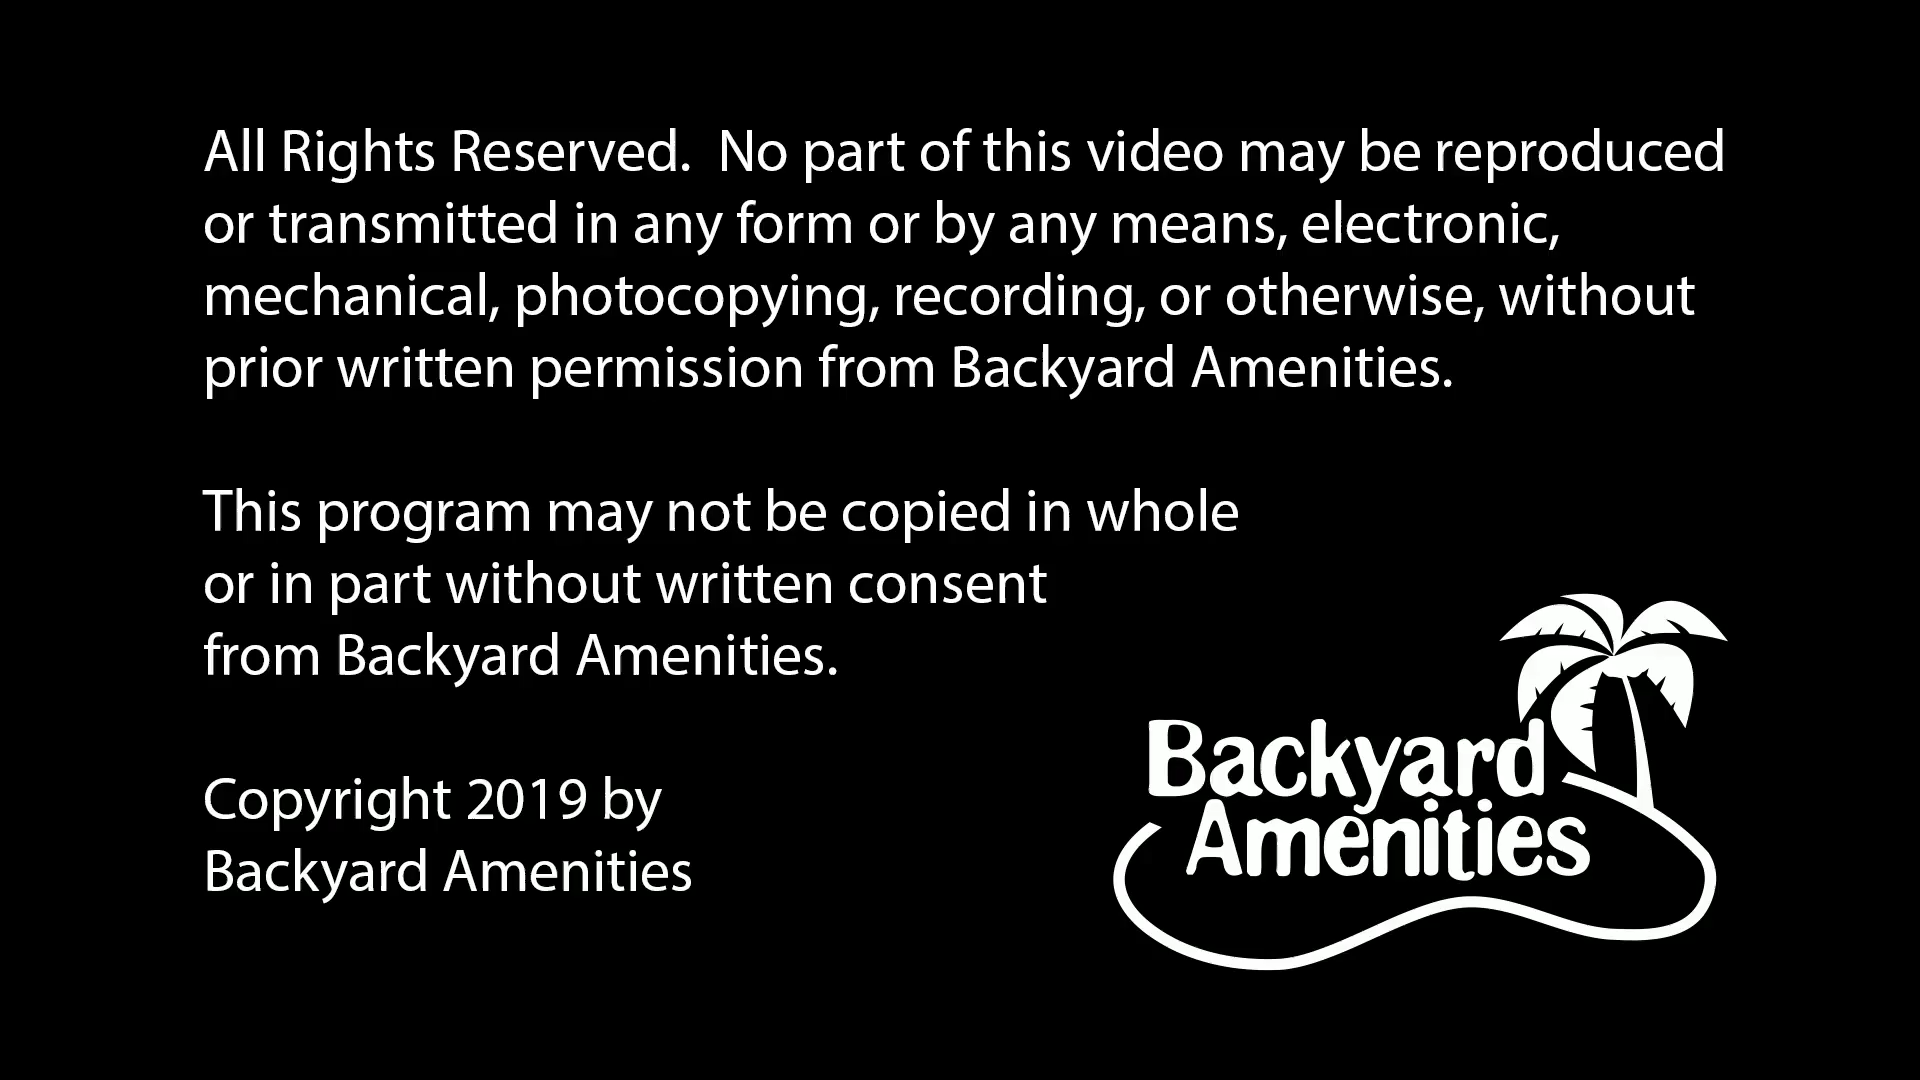 All Rights Reserved.  No part of this video may be reproduced
or transmitted in any form or by any means, electronic,
mechanical, photocopying, recording, or otherwise, without
prior written permission from Backyard Amenities.
This program may not be copied in whole
or in part without written consent
from Backyard Amenities.
Copyright 2019 by
Backyard Amenities
Backyard
Amenities